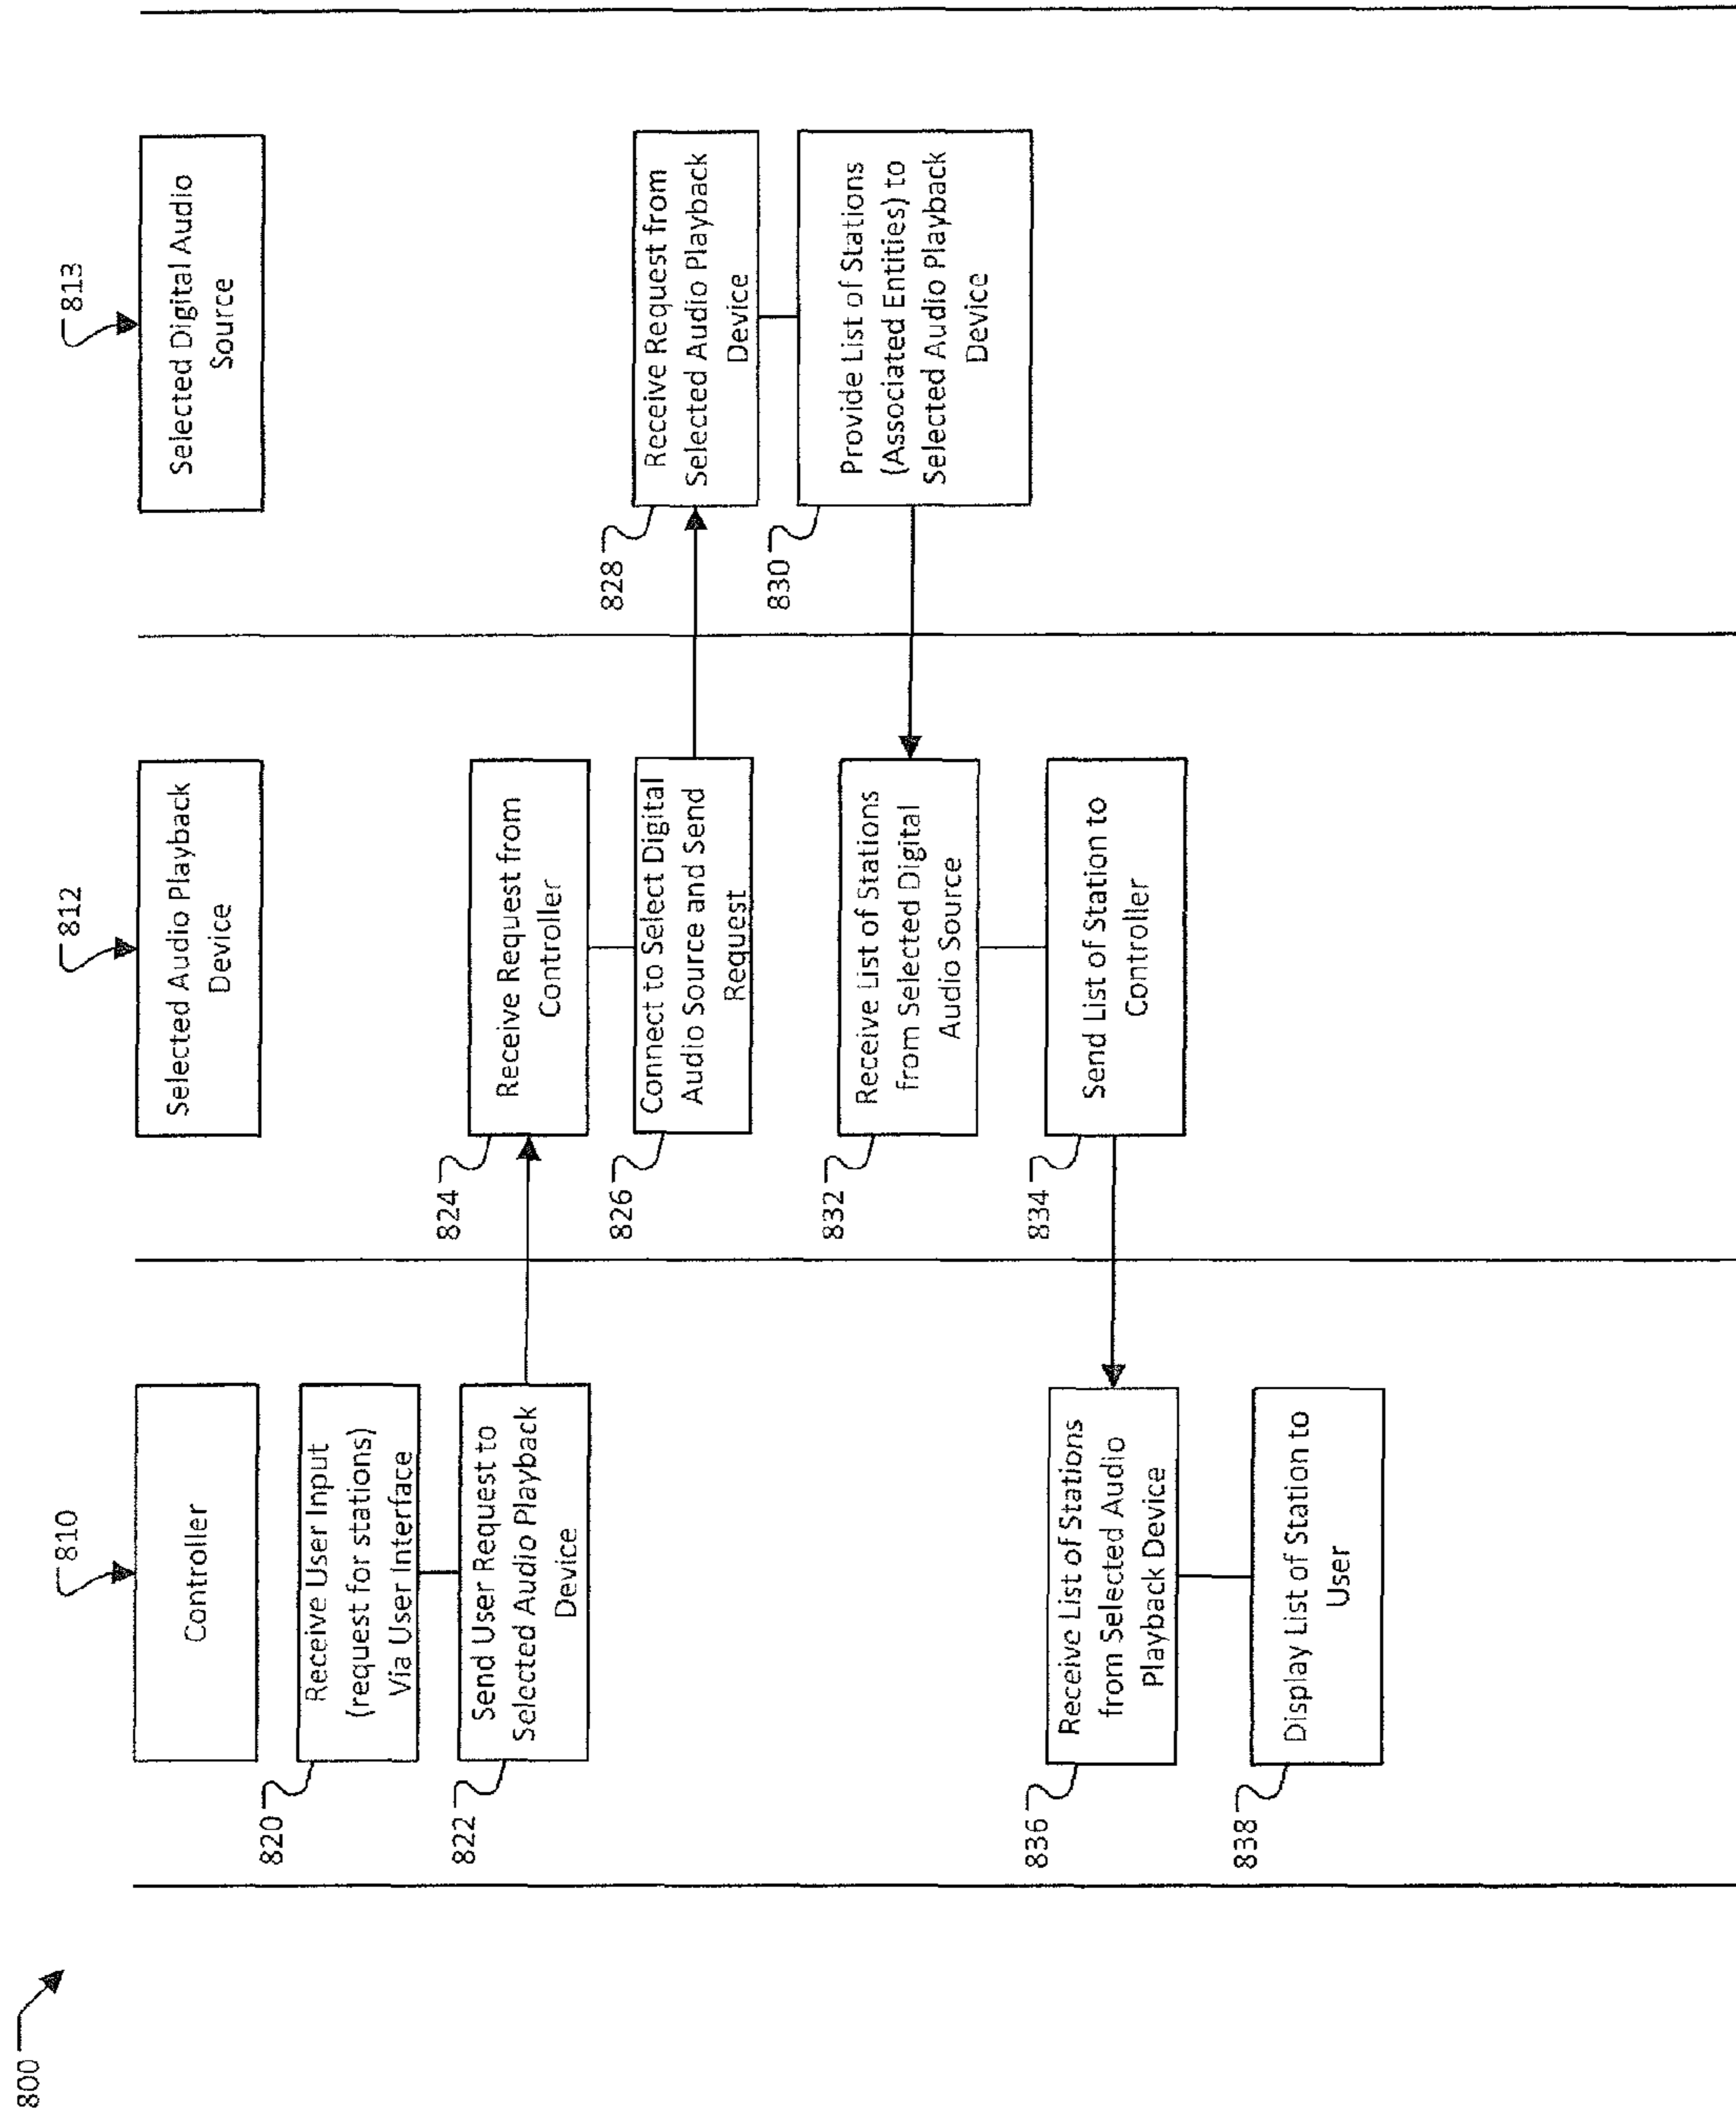 800
810
Controller
812
Selected Audio Playback
Device
813
Selected Digital Audio
Source
820
Receive User Input
(request for stations)
Via User Interface
822
Send User Request to
Selected Audio Playback
Device
824
Receive Request from
Controller
826
Connect to Select Digital
Audio Source and Send
Request
828
Receive Request from
Selected Audio Playback
Device
830
Provide List of Stations
(Associated Entities) to
Selected Audio Playback
Device
832
Receive List of Stations
from Selected Digital
Audio Source
834
Send List of Station to
Controller
836
Receive List of Stations
from Selected Audio
Playback Device
838
Display List of Station to
User